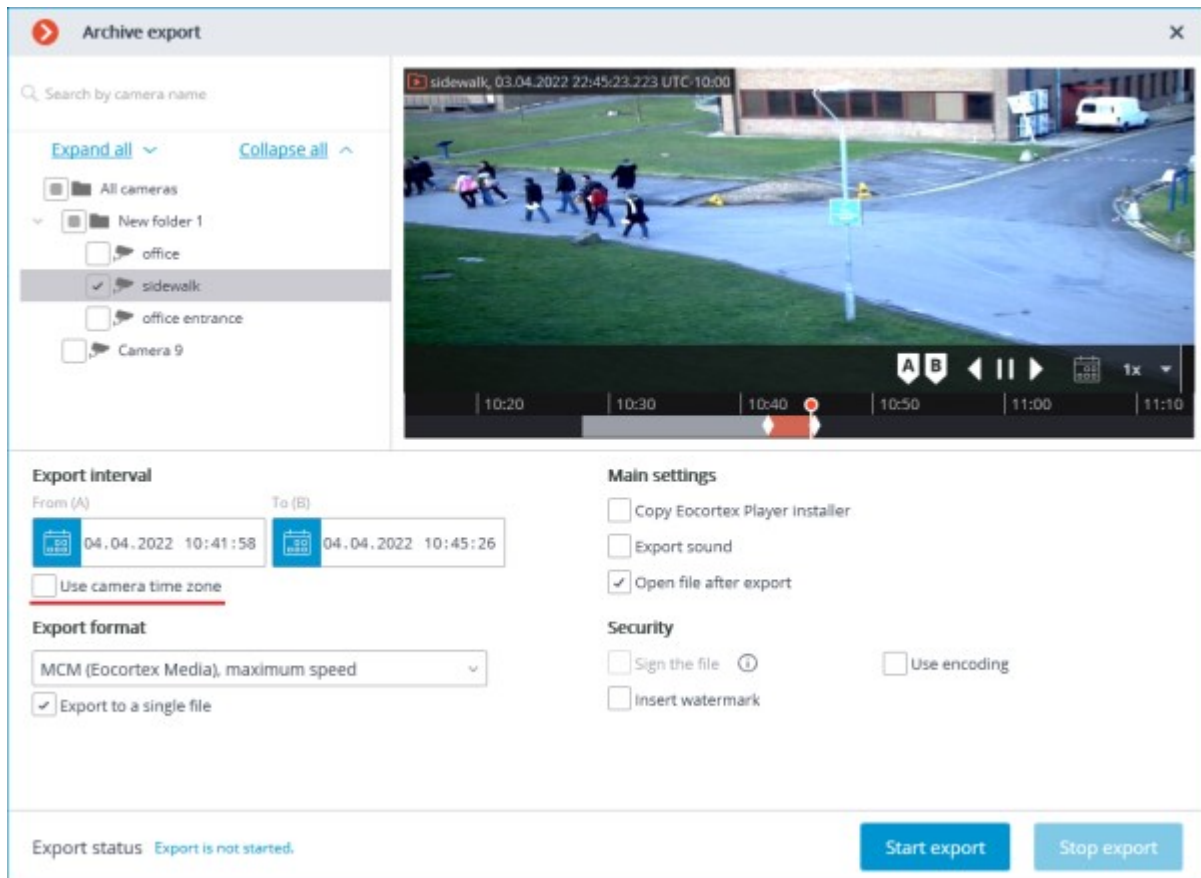 Archive export
Search by camera name
Expand all
Collapse all
All cameras
New folder 1
office
sidewalk
office entrance
Camera 9
sidewalk, 03.04.2022 22:45:23.223 UTC-10:00
A B 1x
10:20 10:30 10:40 10:50 11:00 11:10
Export interval
From (A) To (B)
04.04.2022 10:41:58 04.04.2022 10:45:26
Use camera time zone
Export format
MCM (Eocortex Media), maximum speed
Export to a single file
Main settings
Copy Eocortex Player installer
Export sound
Open file after export
Security
Sign the file Use encoding
Insert watermark
Export status Export is not started.
Start export Stop export